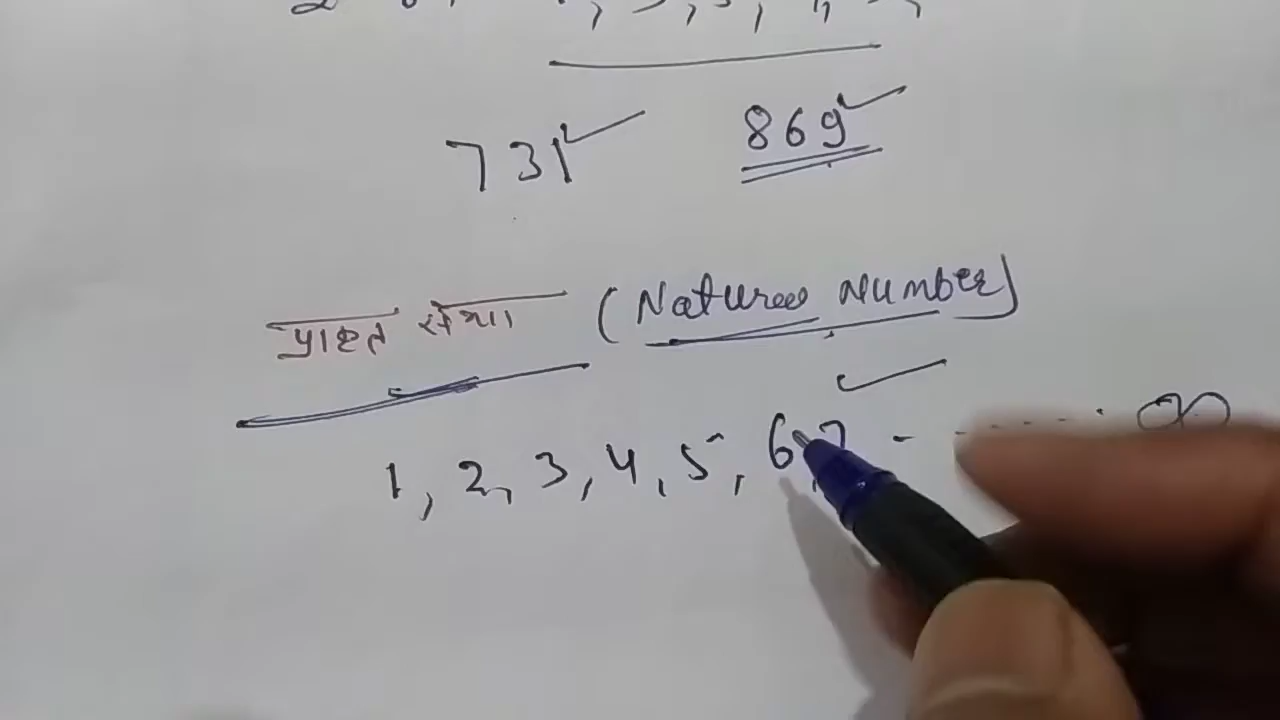 731 869
प्राकृत संख्या (Natural Number)
1, 2, 3, 4, 5, 6, 7 - ----- ∞